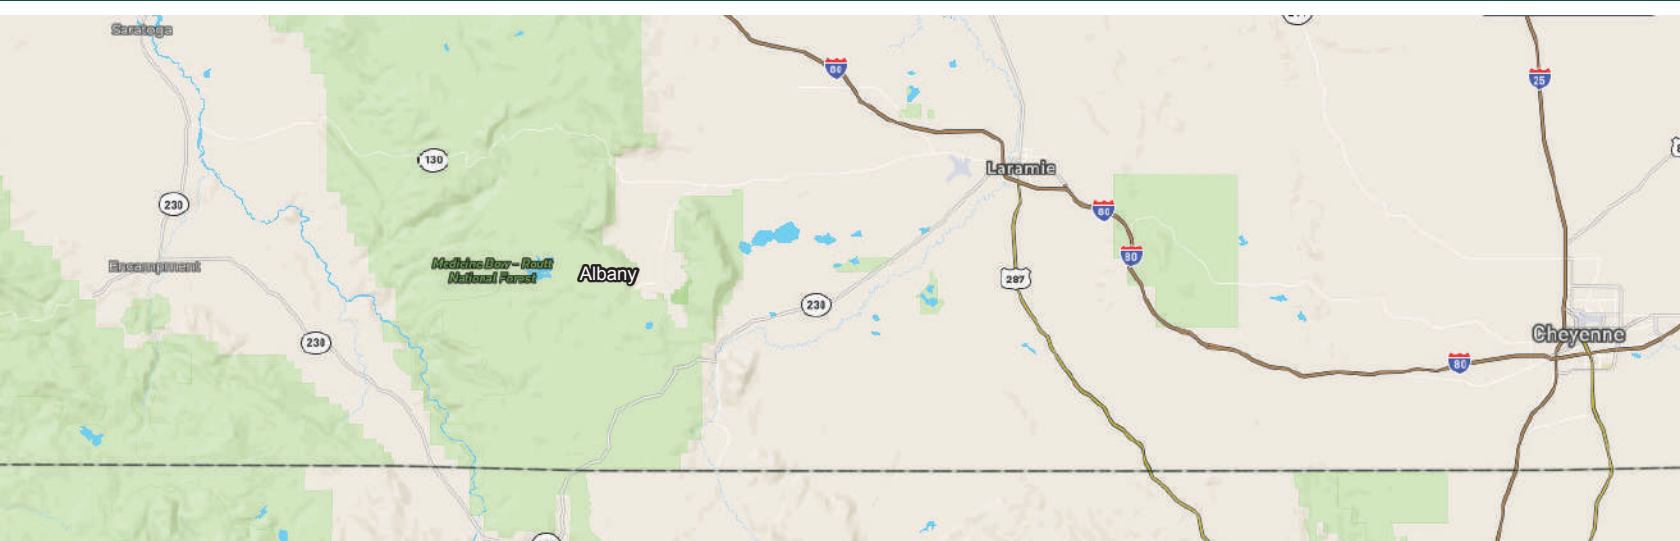 Saratoga
80
25
130
Laramie
230
80
80
Encampment
Medicine Bow - Routt
National Forest
Albany
287
230
230
Cheyenne
80